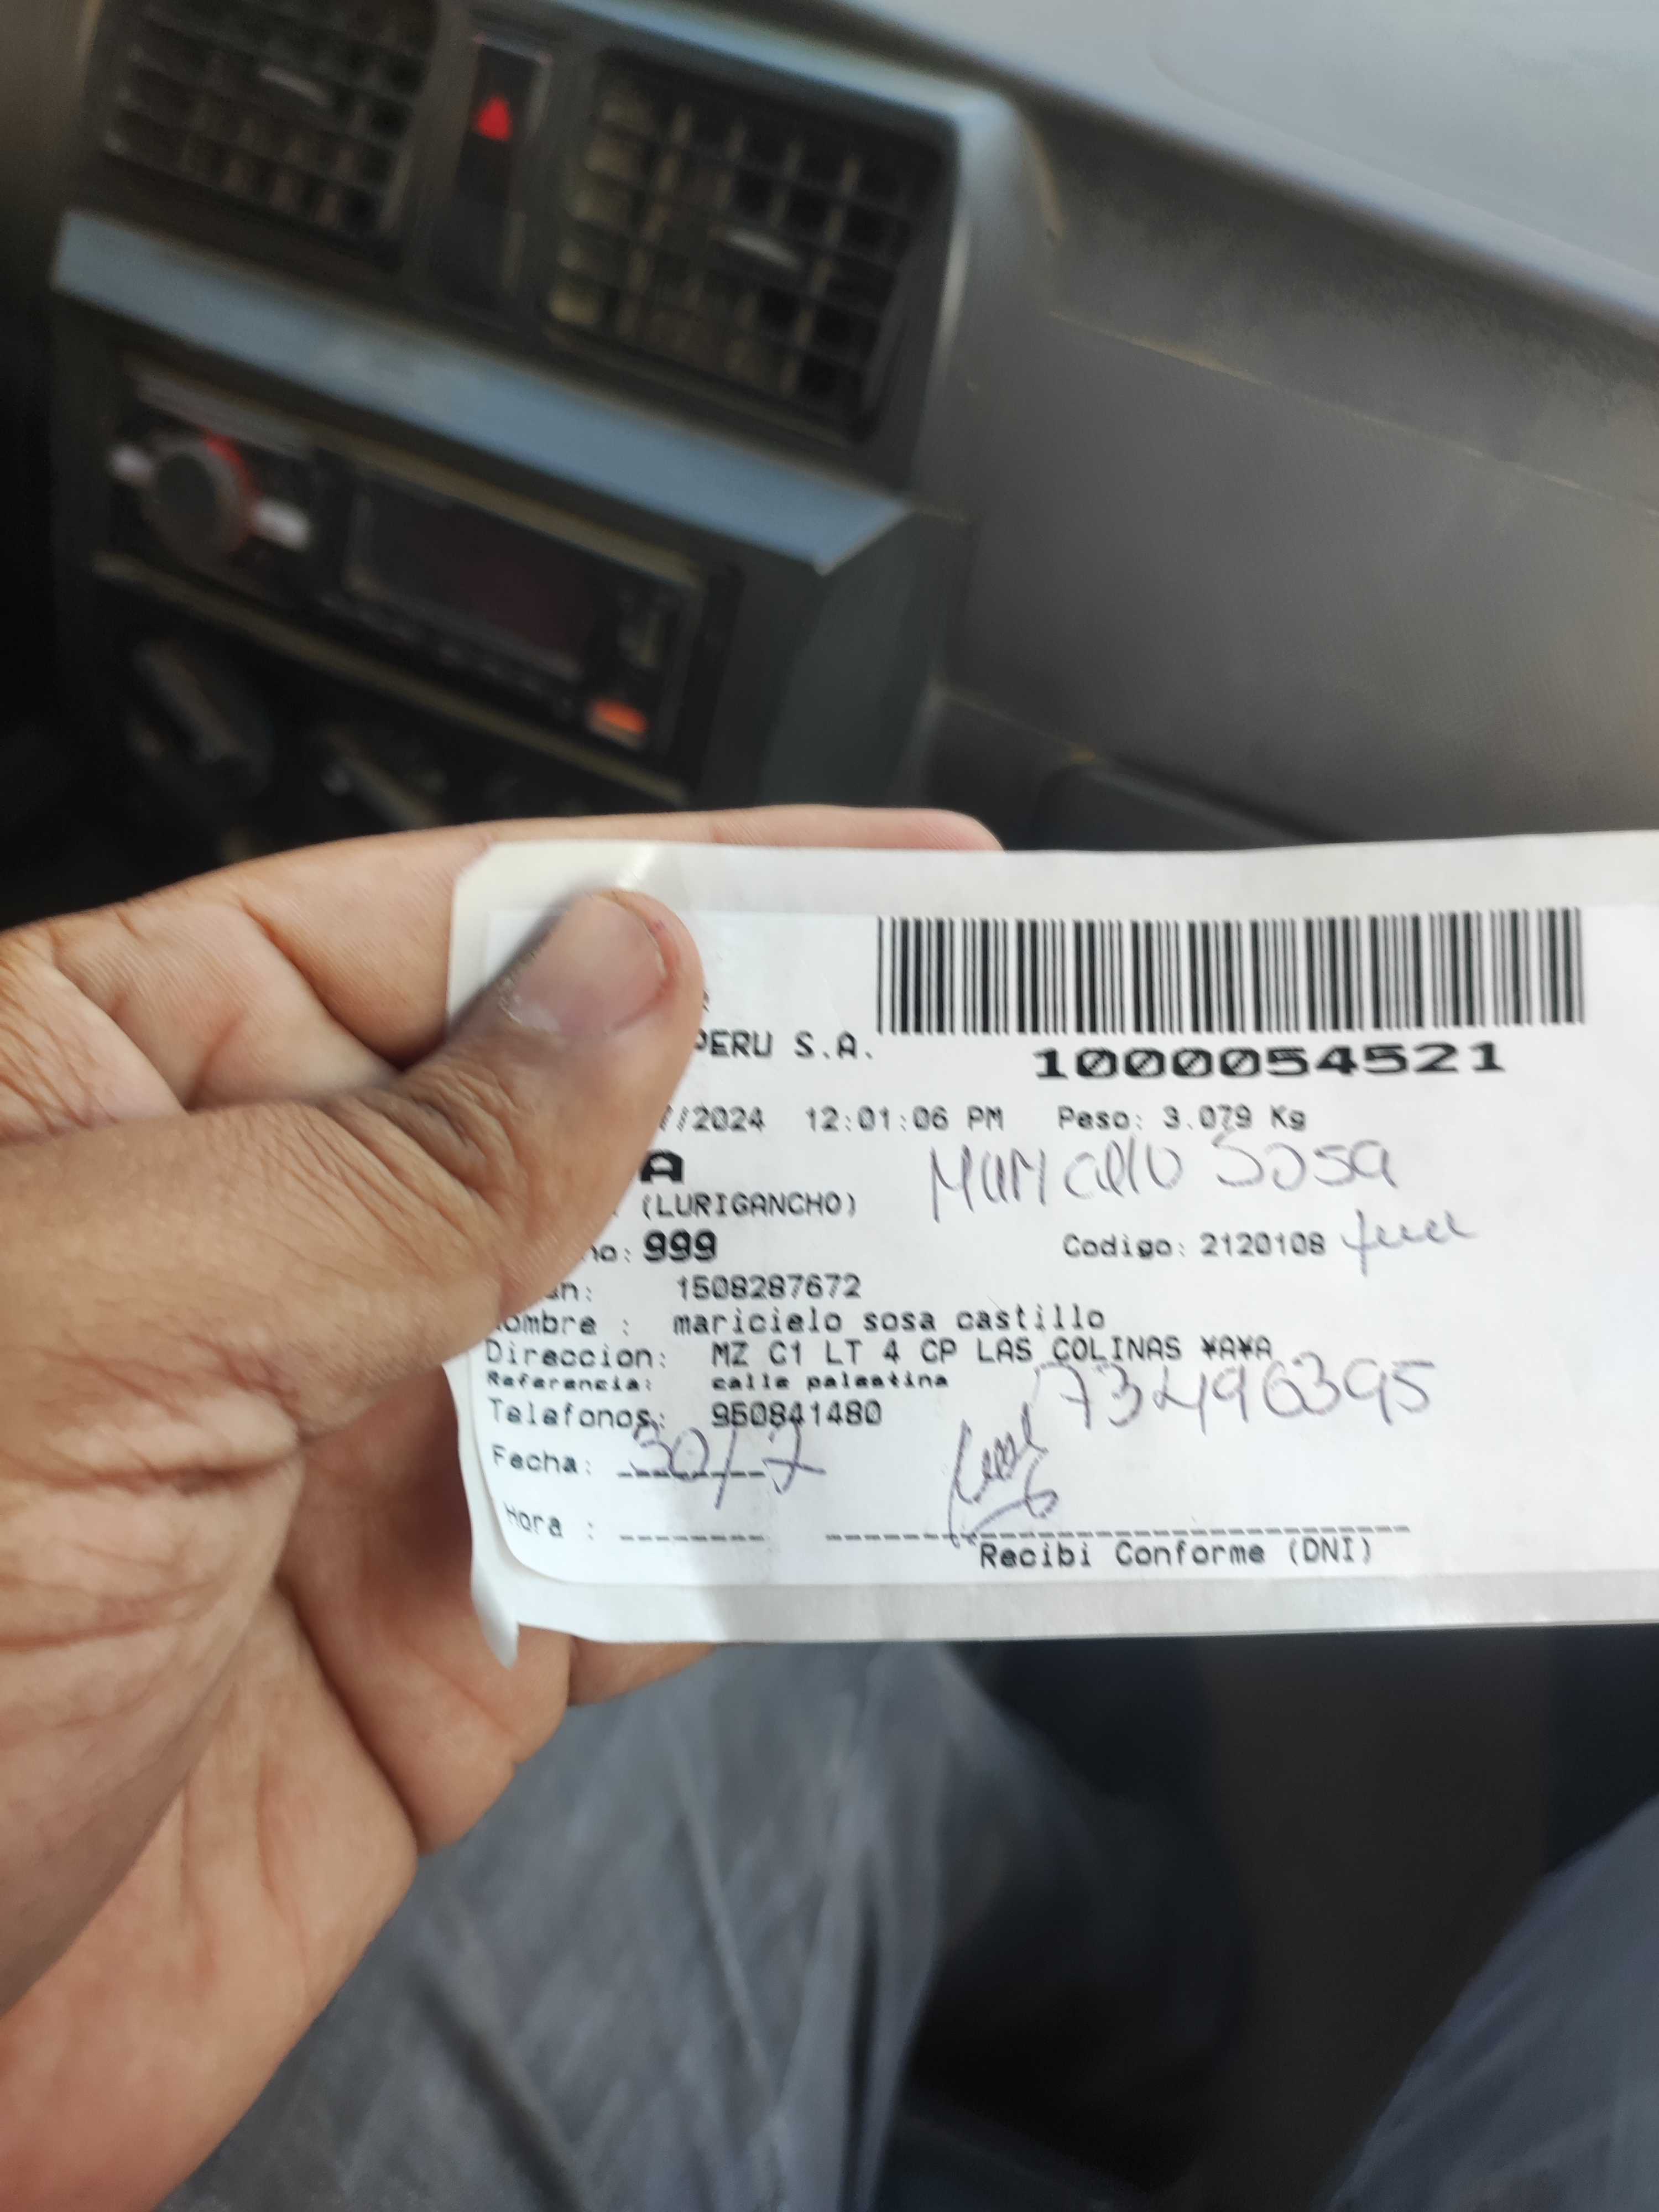 PERU S.A.
1000054521
/2024 12:01:06 PM Peso: 3.079 Kg
A
Sosa
(LURIGANCHO)
999 Codigo: 2120108
1508287672
ombre : maricielo sosa castillo
Direccion: MZ C1 LT 4 CP LAS COLINAS ¥A¥A
Referencia: calle palestina
Telefonos: 950841480
Fecha: 30/7
Hora :
Recibi Conforme (DNI)